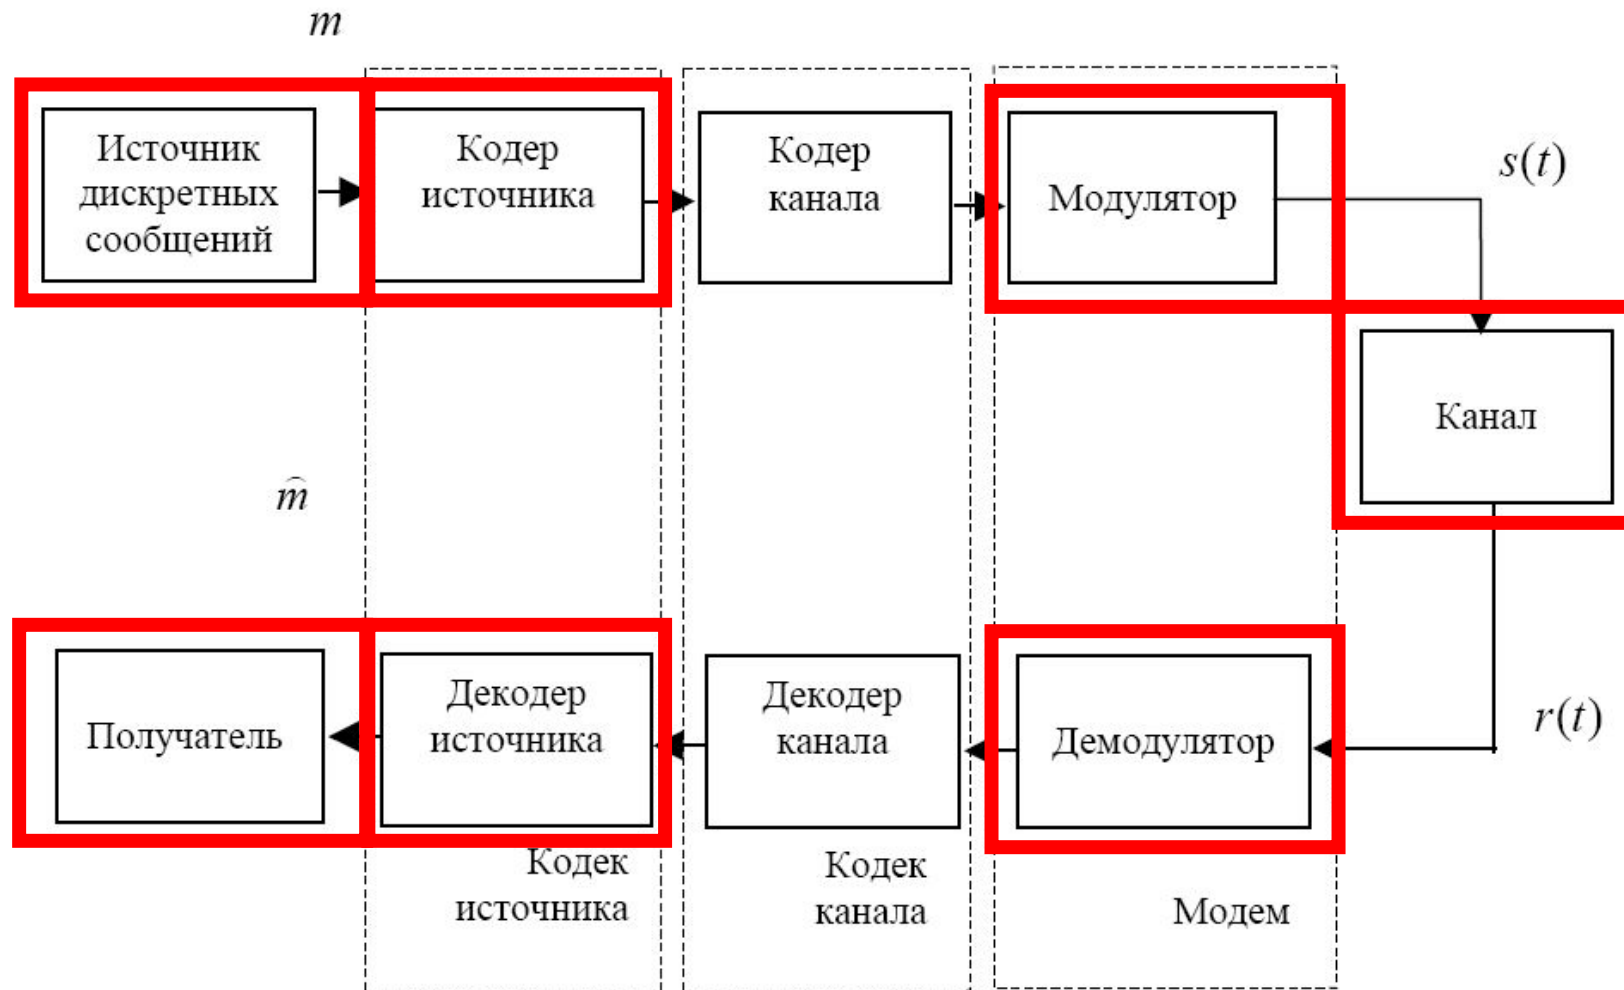 m
Источник
дискретных
сообщений
Кодер
источника
Кодер
канала
Модулятор
s(t)
Канал
m̂
Получатель
Декодер
источника
Декодер
канала
Демодулятор
r(t)
Кодек
источника
Кодек
канала
Модем